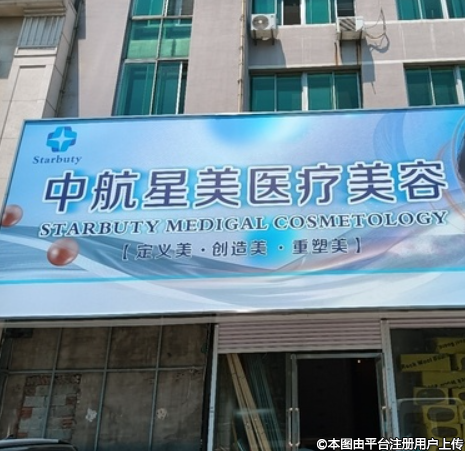 Starbuty
中航星美医疗美容
STARBUTY MEDIGAL COSMETOLOGY
【定义美·创造美·重塑美】
©本图由平台注册用户上传